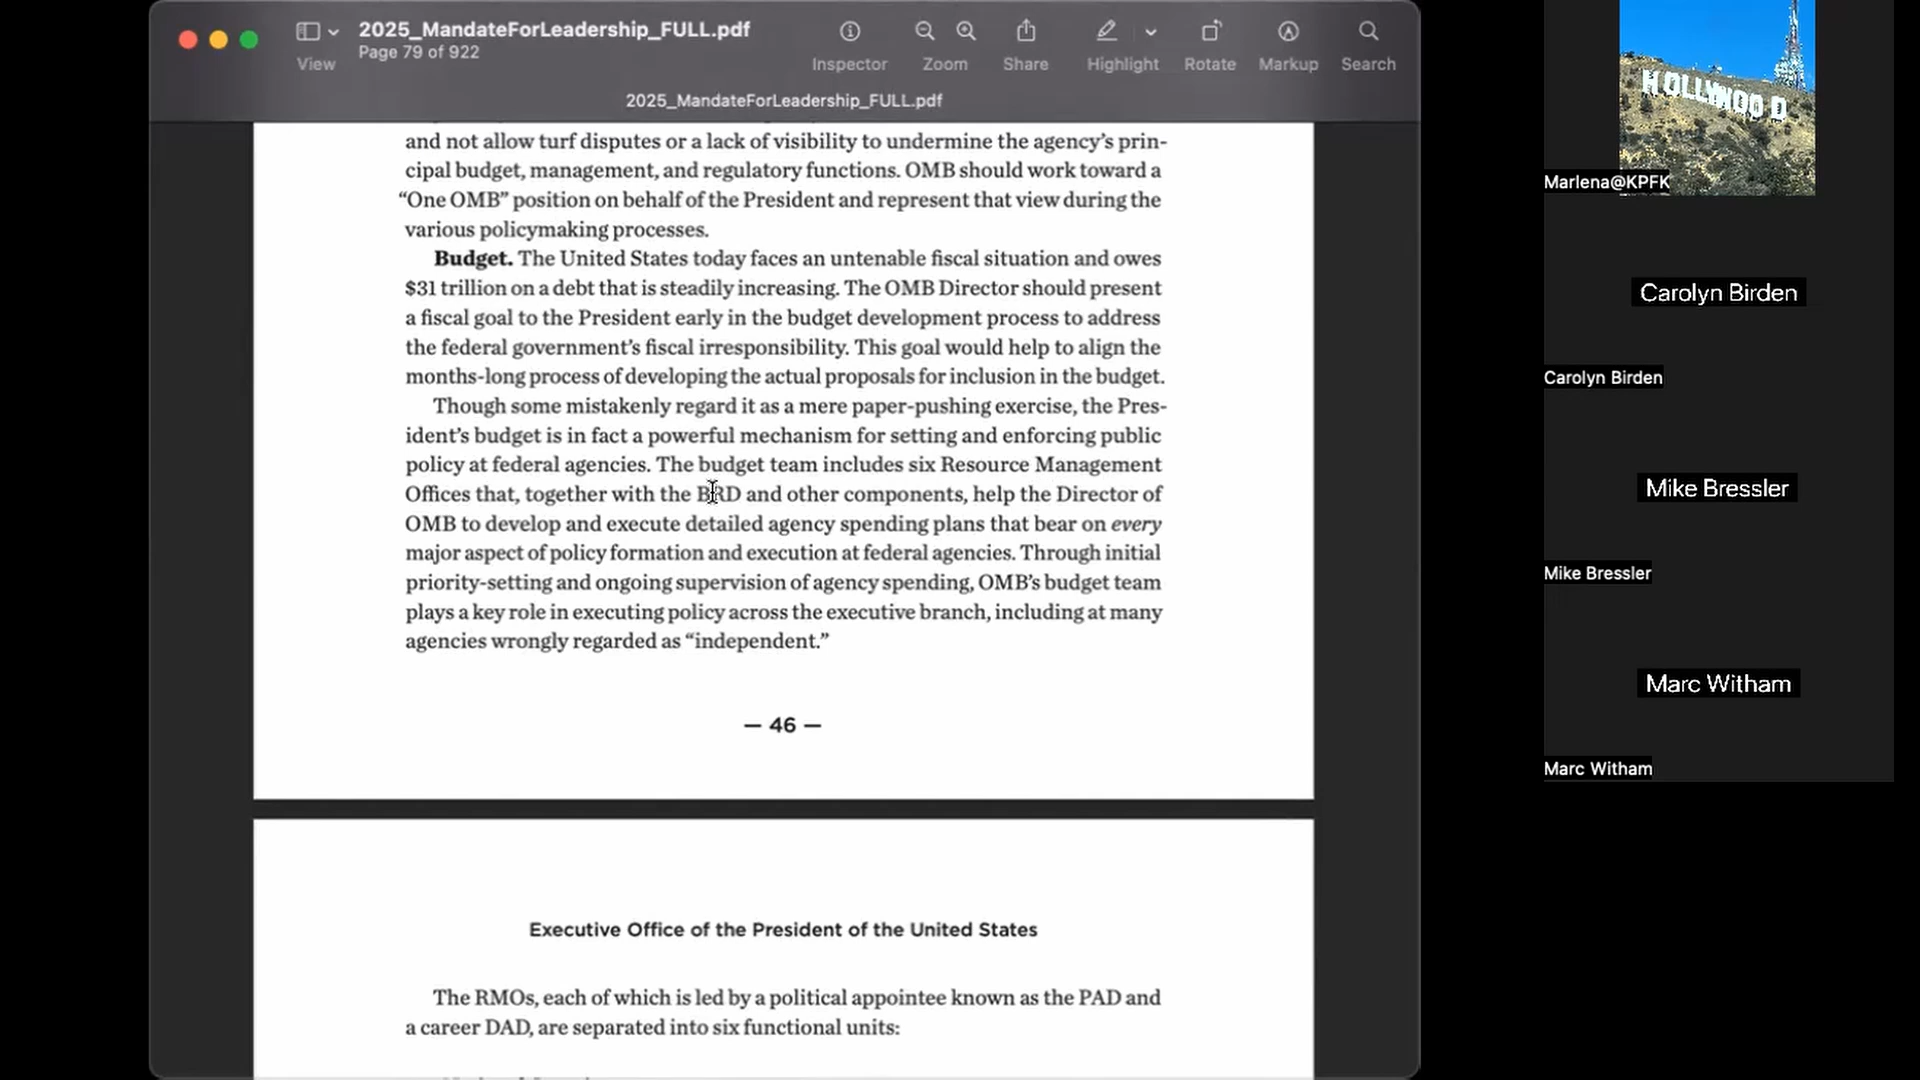 2025_MandateForLeadership_FULL.pdf
Page 79 of 922
View
Inspector
Zoom
Share
Highlight
Rotate
Markup
Search
2025_MandateForLeadership_FULL.pdf
and not allow turf disputes or a lack of visibility to undermine the agency’s prin-
cipal budget, management, and regulatory functions. OMB should work toward a
“One OMB” position on behalf of the President and represent that view during the
various policymaking processes.
Budget. The United States today faces an untenable fiscal situation and owes
$31 trillion on a debt that is steadily increasing. The OMB Director should present
a fiscal goal to the President early in the budget development process to address
the federal government’s fiscal irresponsibility. This goal would help to align the
months-long process of developing the actual proposals for inclusion in the budget.
Though some mistakenly regard it as a mere paper-pushing exercise, the Pres-
ident’s budget is in fact a powerful mechanism for setting and enforcing public
policy at federal agencies. The budget team includes six Resource Management
Offices that, together with the BRD and other components, help the Director of
OMB to develop and execute detailed agency spending plans that bear on every
major aspect of policy formation and execution at federal agencies. Through initial
priority-setting and ongoing supervision of agency spending, OMB’s budget team
plays a key role in executing policy across the executive branch, including at many
agencies wrongly regarded as “independent.”
— 46 —
Executive Office of the President of the United States
The RMOs, each of which is led by a political appointee known as the PAD and
a career DAD, are separated into six functional units:
HOLLYWOOD
Marlena@KPFK
Carolyn Birden
Carolyn Birden
Mike Bressler
Mike Bressler
Marc Witham
Marc Witham